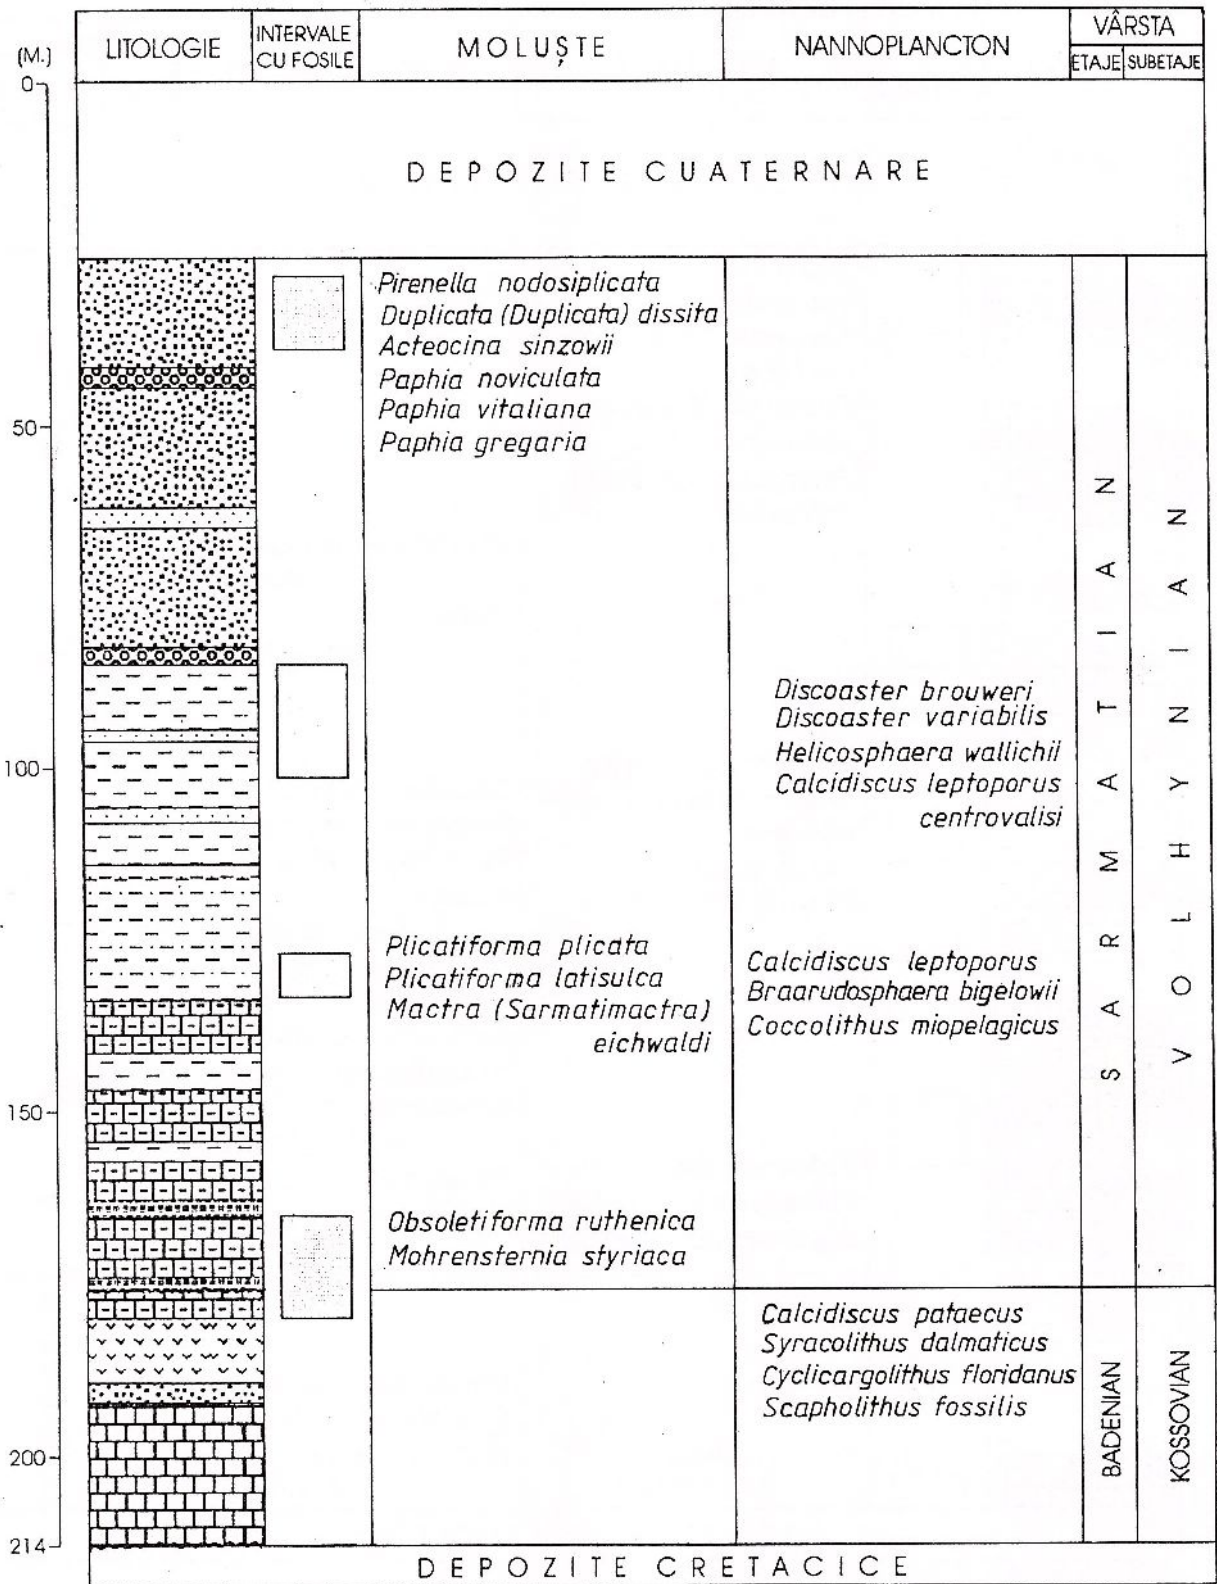 (M.)
LITOLOGIE
INTERVALE
CU FOSILE
MOLUȘTE
NANNOPLANCTON
VÂRSTA
ETAJE
SUBETAJE
0
DEPOZITE CUATERNARE
Pirenella nodosiplicata
Duplicata (Duplicata) dissita
Acteocina sinzowii
Paphia noviculata
Paphia vitaliana
Paphia gregaria
50
Discoaster brouweri
Discoaster variabilis
Helicosphaera wallichii
Calcidiscus leptoporus
centrovalisi
100
Plicatiforma plicata
Plicatiforma latisulca
Mactra (Sarmatimactra)
eichwaldi
Calcidiscus leptoporus
Braarudosphaera bigelowii
Coccolithus miopelagicus
150
Obsoletiforma ruthenica
Mohrensternia styriaca
SARMATIAN
VOLHYNIAN
Calcidiscus pataecus
Syracolithus dalmaticus
Cyclicargolithus floridanus
Scapholithus fossilis
BADENIAN
KOSSOVIAN
200
214
DEPOZITE CRETACICE